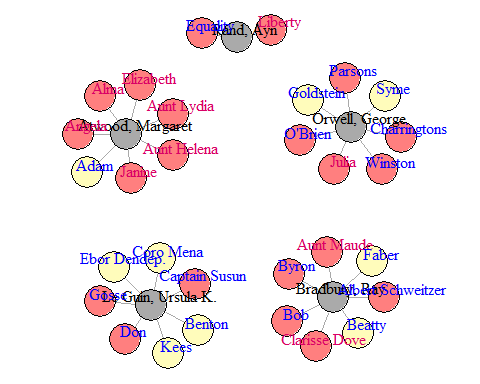 Equality
Rand, Ayn
Liberty
Elizabeth
Alma
Aunt Lydia
Atwood, Margaret
Aunt Helena
Adam
Janine
Parsons
Goldstein
Syme
Orwell, George
Charringtons
O'Brien
Julia
Winston
Coro Mena
Ebor Dendep.
Captain Susun
Le Guin, Ursula K.
Don
Benton
Kees
Aunt Maude
Faber
Byron
Bradbury, Ray
Albert Schweitzer
Bob
Beatty
Clarisse Dove